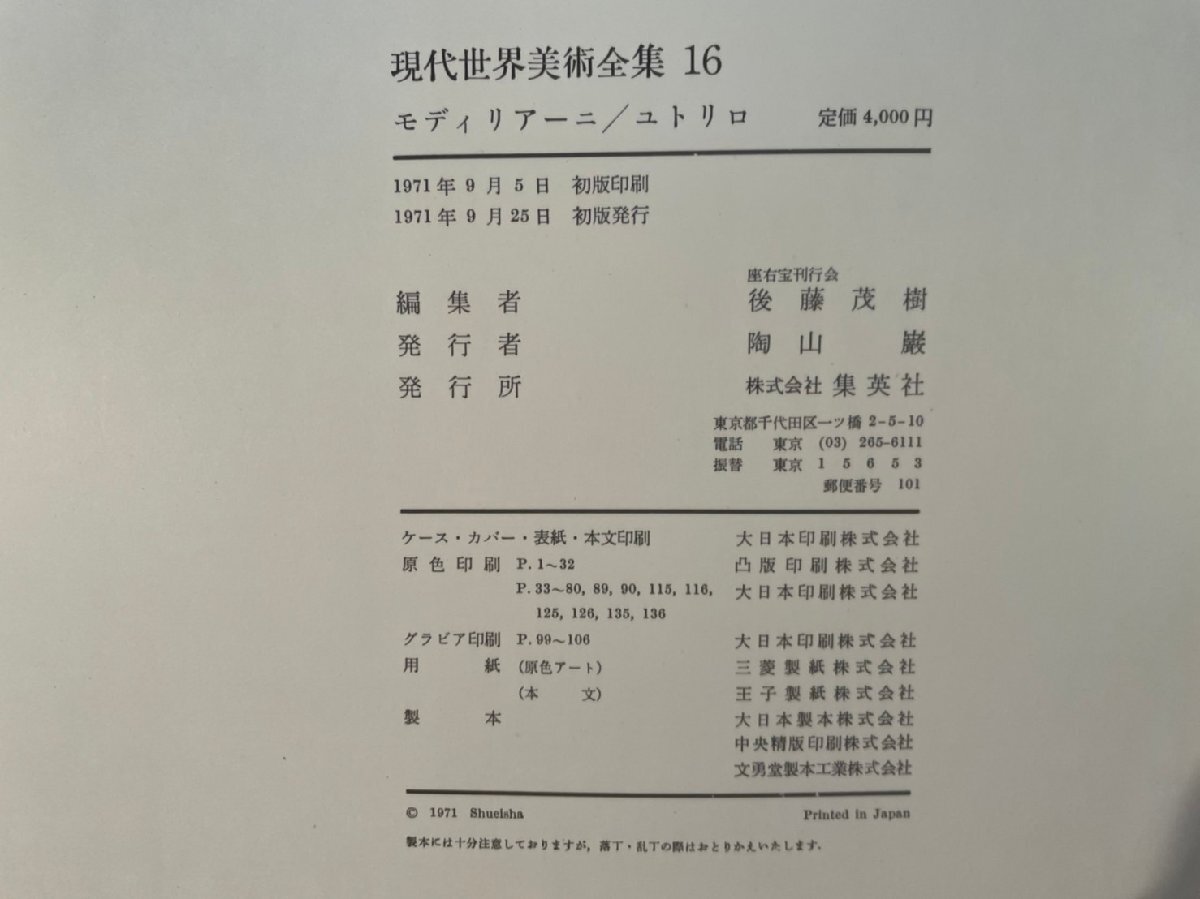 現代世界美術全集 16
モディリアーニ／ユトリロ 定価 4,000円
1971年 9 月 5 日 初版印刷
1971年 9 月 25日 初版発行
座右宝刊行会
編集者 後藤茂樹
発行者 陶山巌
発行所 株式会社 集英社
東京都千代田区一ツ橋 2-5-10
電話 東京 (03) 265-6111
振替 東京 1 5 6 5 3
郵便番号 101
ケース・カバー・表紙・本文印刷 大日本印刷株式会社
原色印刷 P.1〜32 凸版印刷株式会社
P.33〜80, 89, 90, 115, 116, 大日本印刷株式会社
125, 126, 135, 136
グラビア印刷 P.99〜106 大日本印刷株式会社
用紙 (原色アート) 三菱製紙株式会社
(本文) 王子製紙株式会社
製本 大日本製本株式会社
中央精版印刷株式会社
文勇堂製本工業株式会社
© 1971 Shueisha Printed in Japan
製本には十分注意しておりますが，落丁・乱丁の際はおとりかえいたします．